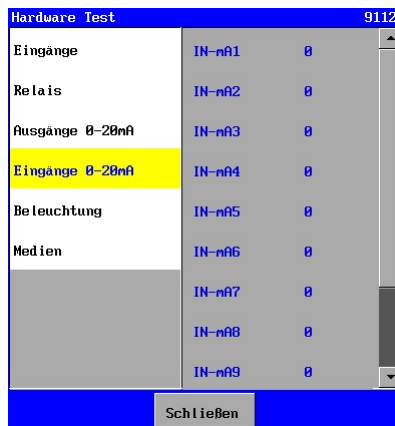 Hardware Test 9112
Eingänge
Relais
Ausgänge 0-20mA
Eingänge 0-20mA
Beleuchtung
Medien
IN-mA1 0
IN-mA2 0
IN-mA3 0
IN-mA4 0
IN-mA5 0
IN-mA6 0
IN-mA7 0
IN-mA8 0
IN-mA9 0
Schließen